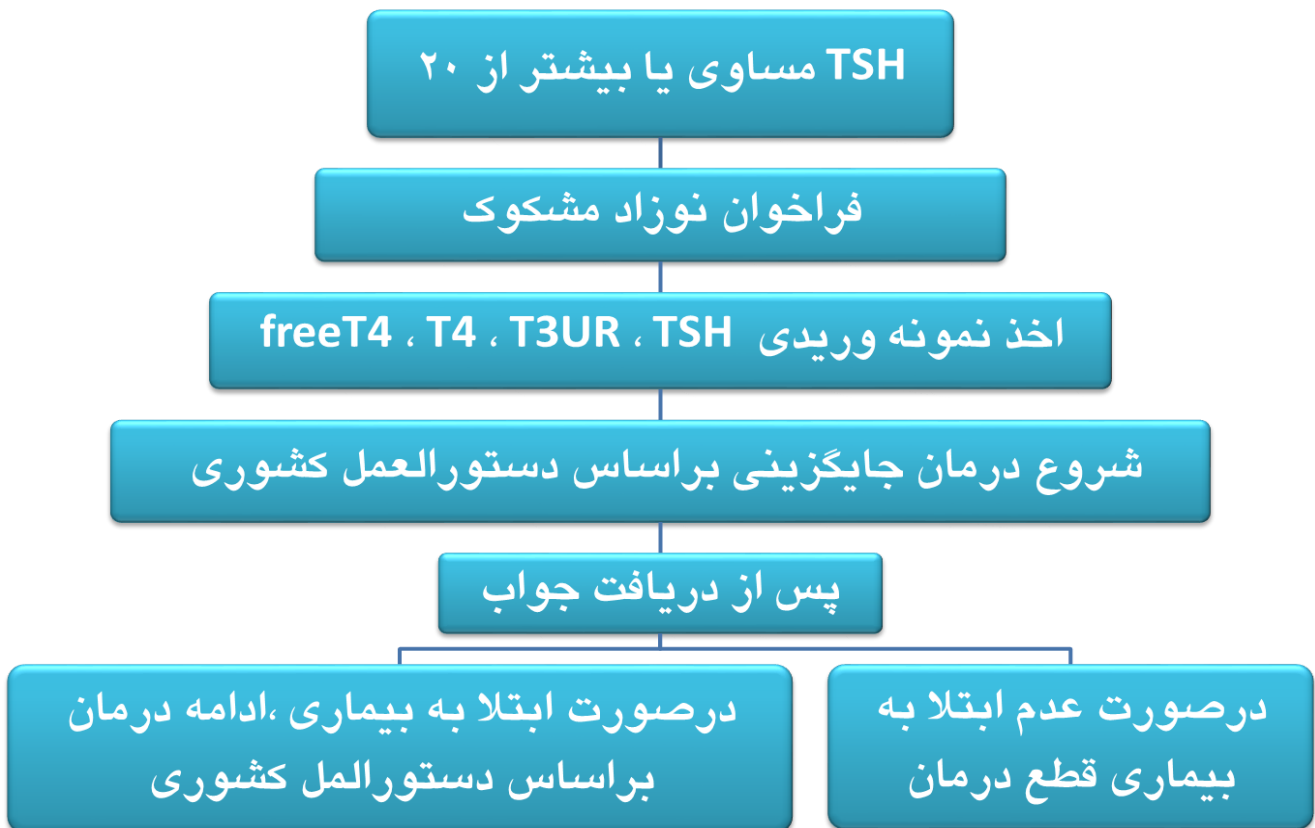 TSH مساوی یا بیشتر از ۲۰
فراخوان نوزاد مشکوک
اخذ نمونه وریدی freeT4 ، T4 ، T3UR ، TSH
شروع درمان جایگزینی براساس دستورالعمل کشوری
پس از دریافت جواب
درصورت عدم ابتلا به
بیماری قطع درمان
درصورت ابتلا به بیماری ،ادامه درمان
براساس دستورالمل کشوری